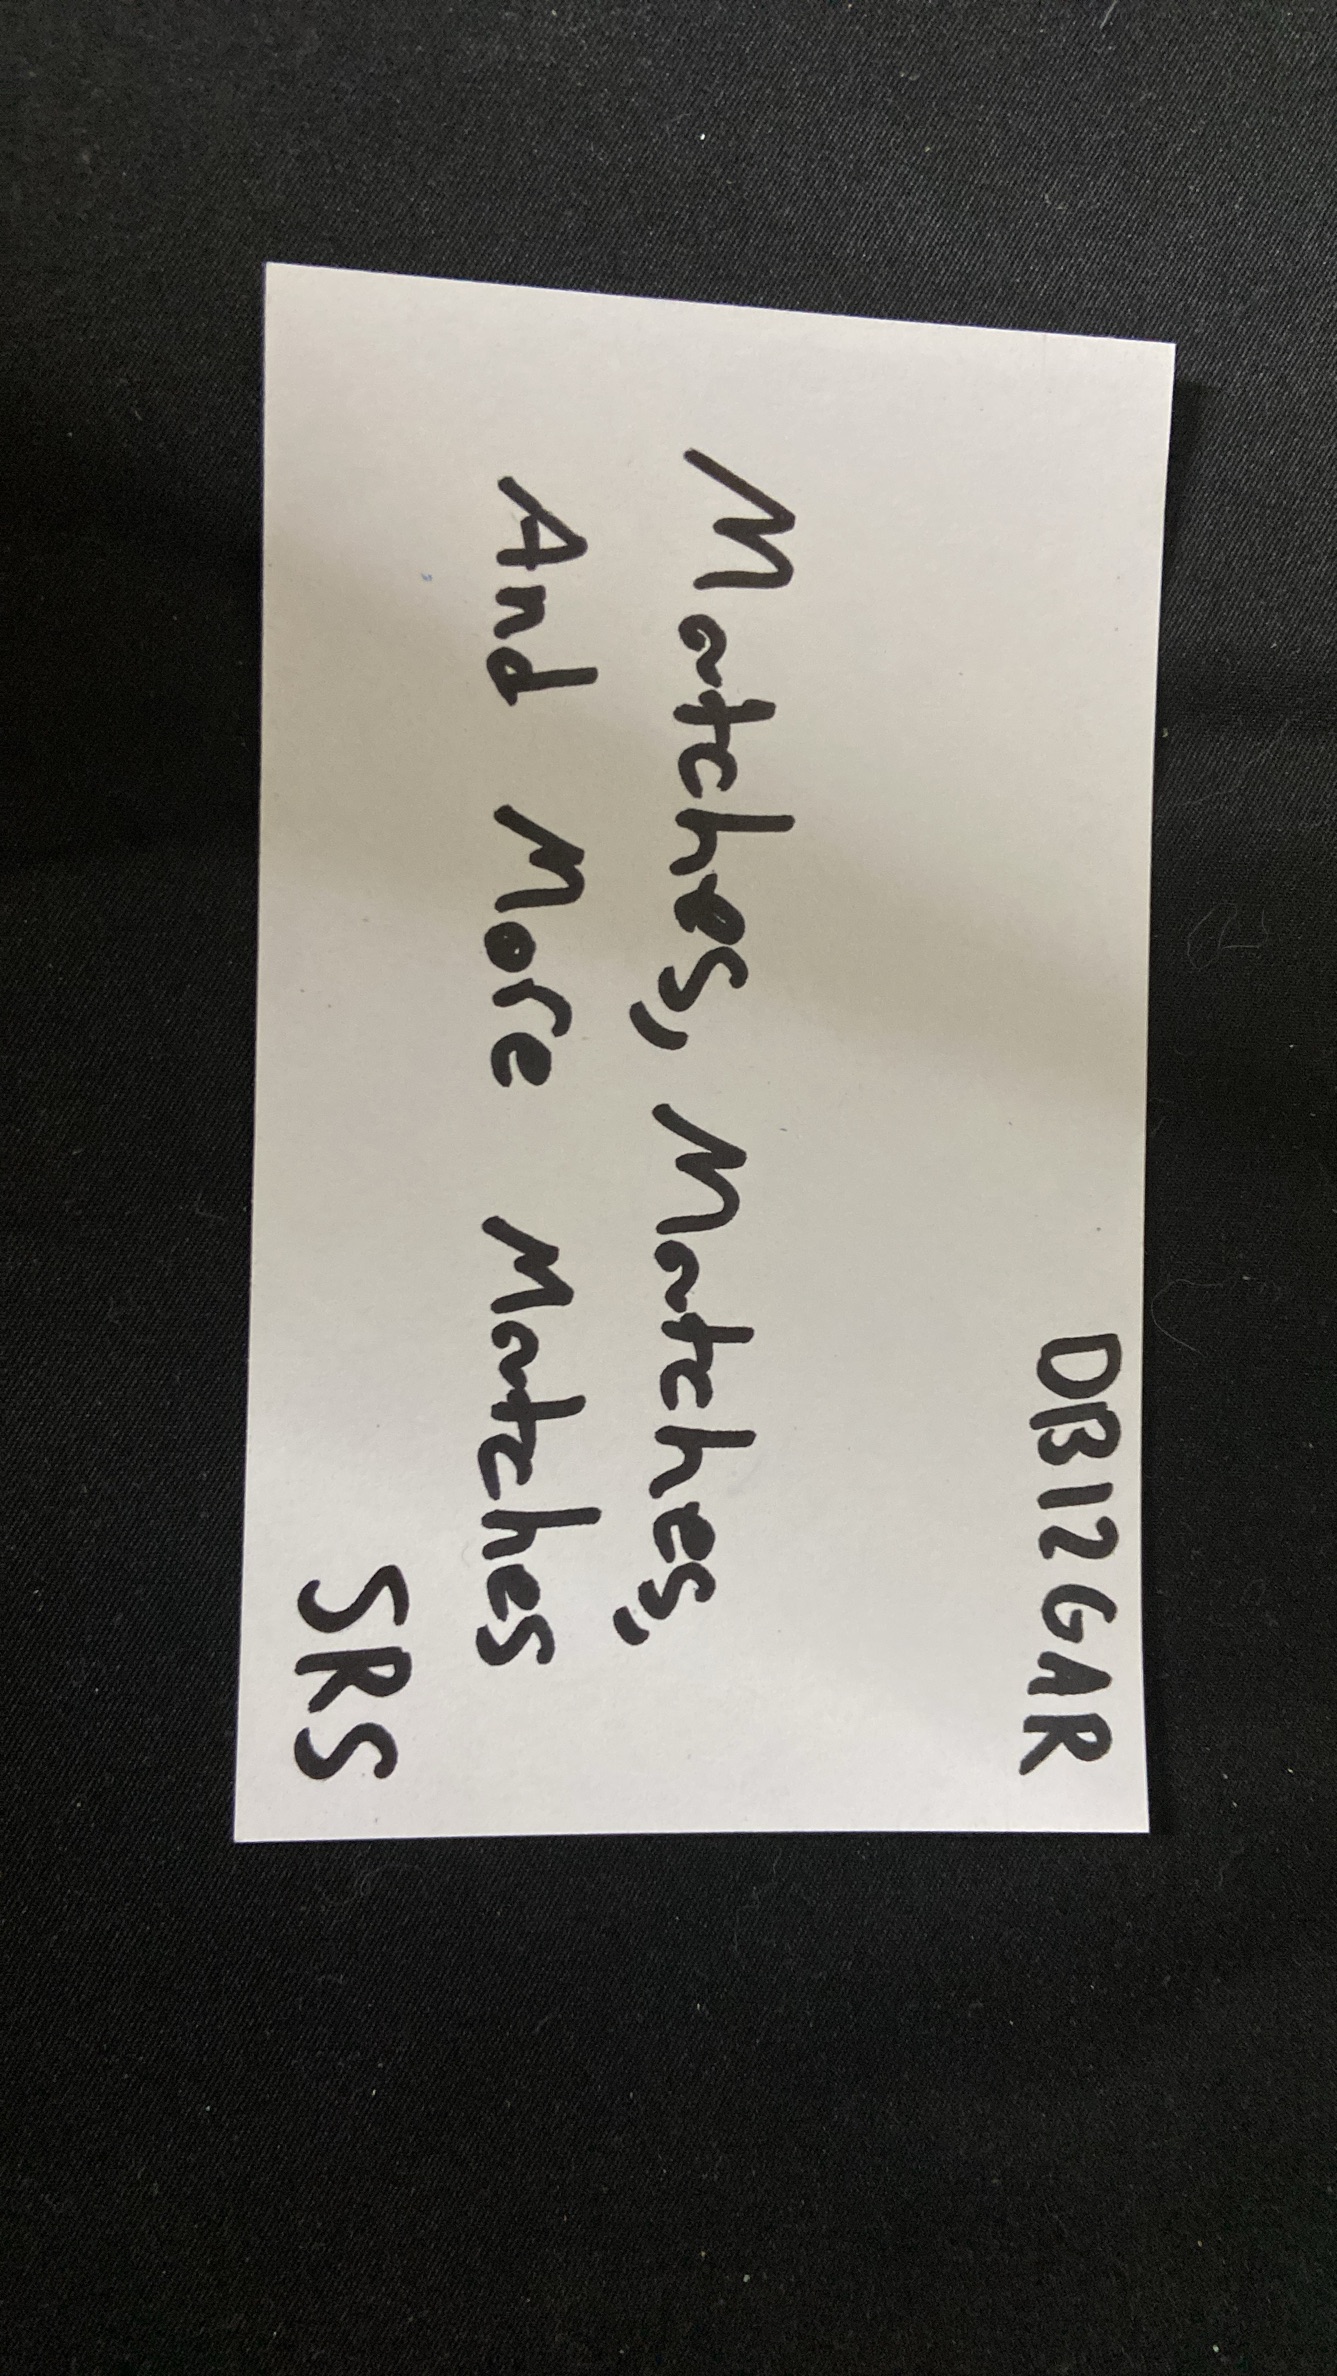 DB12GAR
Matches, Matches,
And More Matches
SRS